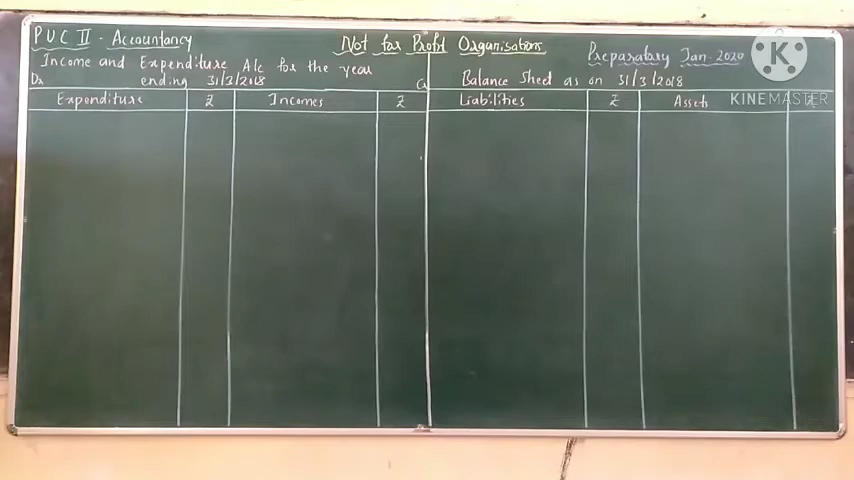 PUC II - Accountancy
Not for Profit Organisations
Preparatory Jan-2020
Income and Expenditure A/c for the year
ending 31/3/2018
Dr
Cr
Balance Sheet as on 31/3/2018
Expenditure ₹ Incomes ₹ Liabilities ₹ Assets ₹
K
KINEMASTER